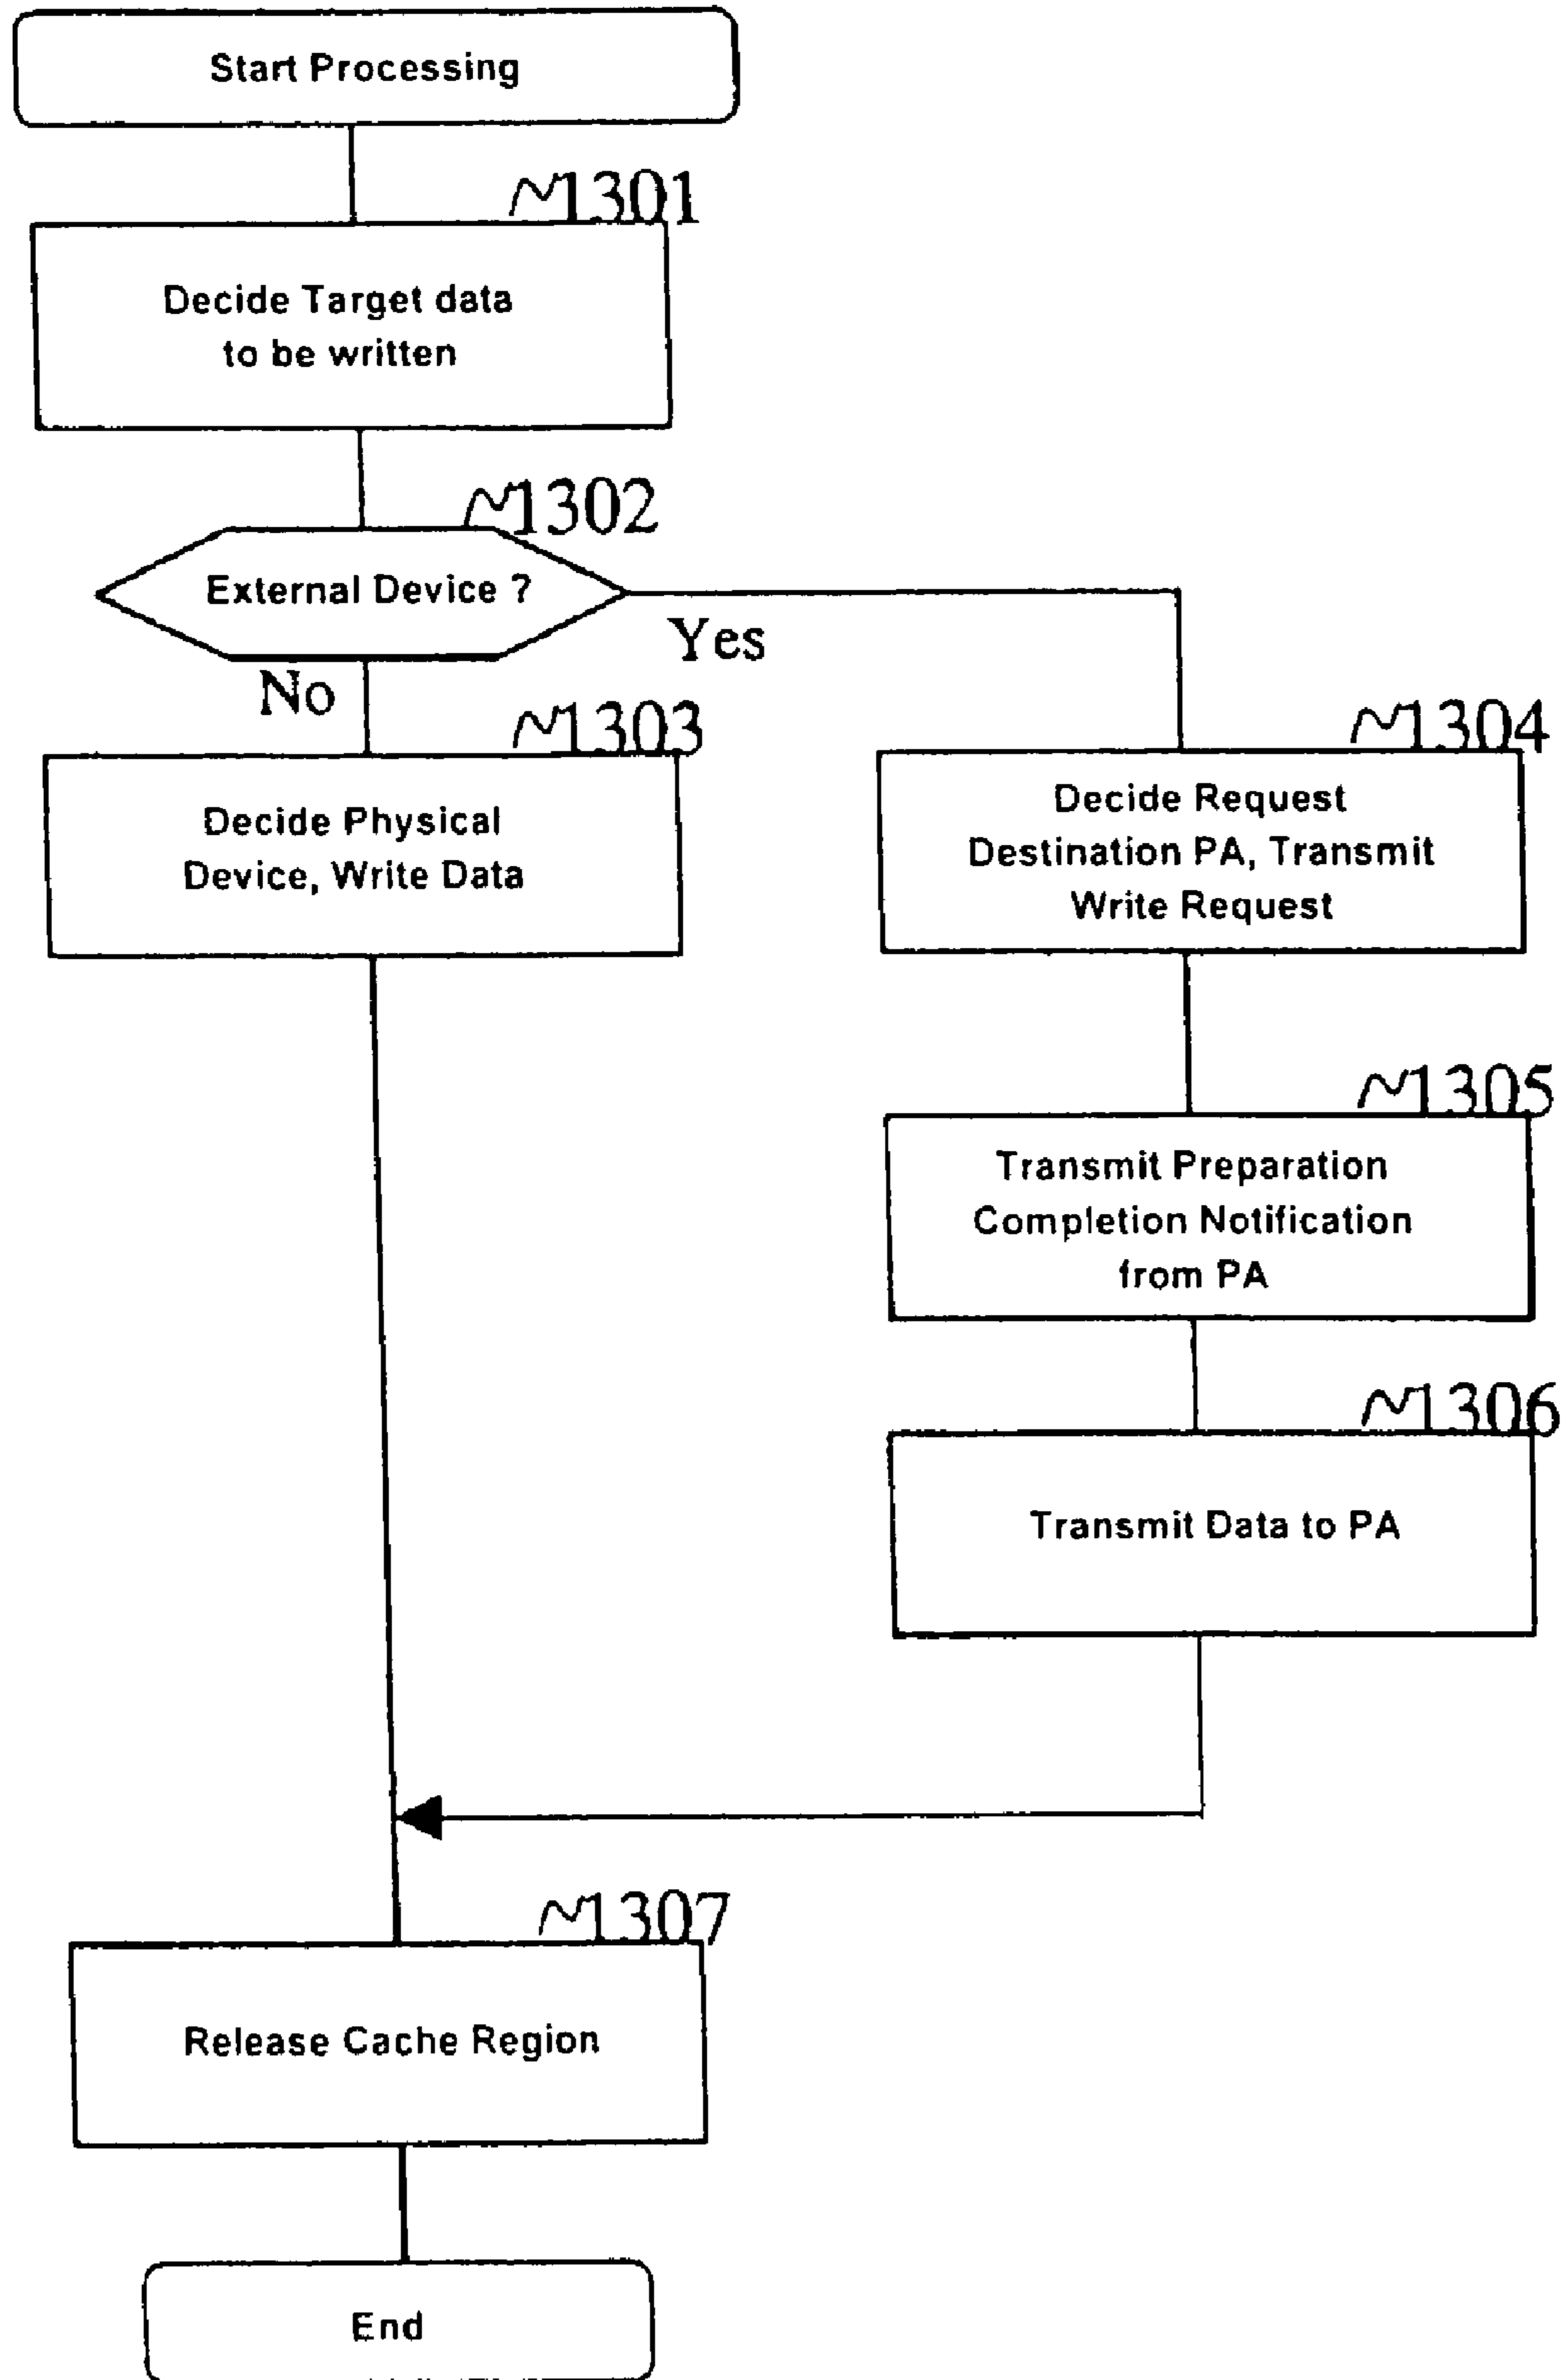 Start Processing
1301
Decide Target data
to be written
1302
External Device ?
Yes
No
1303
Decide Physical
Device, Write Data
1304
Decide Request
Destination PA, Transmit
Write Request
1305
Transmit Preparation
Completion Notification
from PA
1306
Transmit Data to PA
1307
Release Cache Region
End